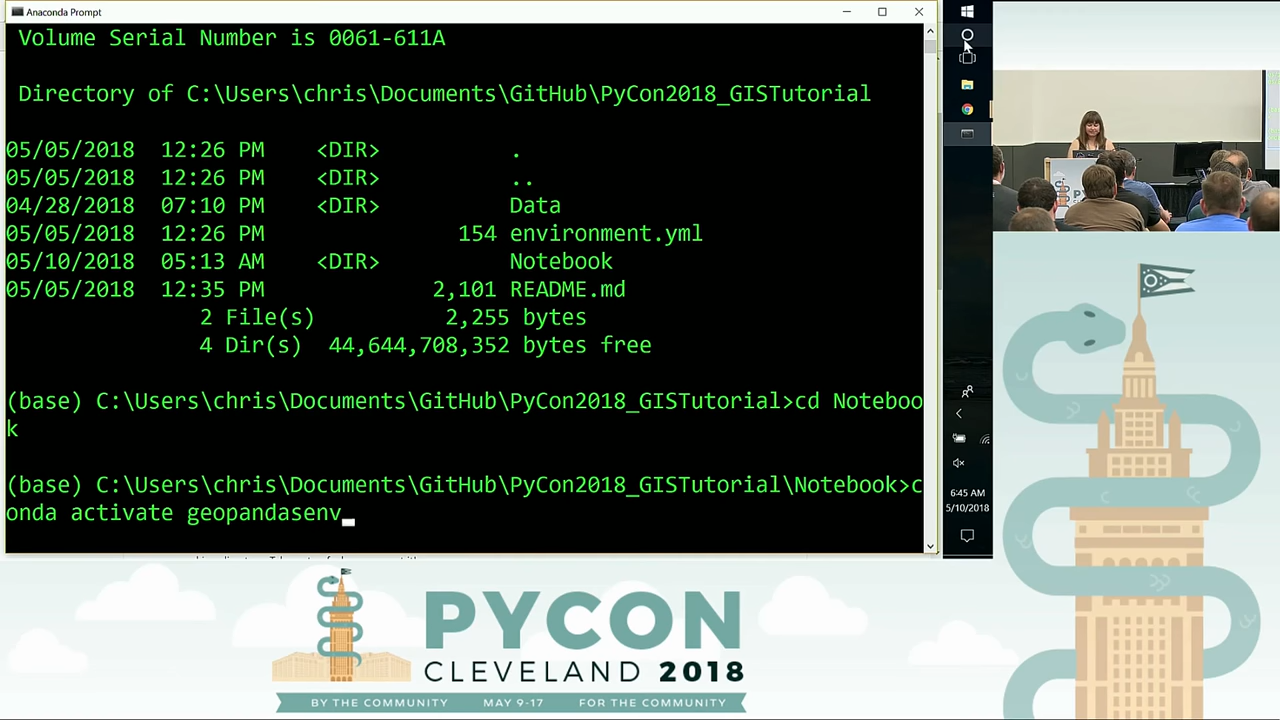 Anaconda Prompt
Volume Serial Number is 0061-611A
Directory of C:\Users\chris\Documents\GitHub\PyCon2018_GISTutorial
05/05/2018 12:26 PM <DIR> .
05/05/2018 12:26 PM <DIR> ..
04/28/2018 07:10 PM <DIR> Data
05/05/2018 12:26 PM 154 environment.yml
05/10/2018 05:13 AM <DIR> Notebook
05/05/2018 12:35 PM 2,101 README.md
2 File(s) 2,255 bytes
4 Dir(s) 44,644,708,352 bytes free
(base) C:\Users\chris\Documents\GitHub\PyCon2018_GISTutorial>cd Noteboo
k
(base) C:\Users\chris\Documents\GitHub\PyCon2018_GISTutorial\Notebook>c
onda activate geopandasenv
6:45 AM
5/10/2018
PYCON
CLEVELAND 2018
BY THE COMMUNITY MAY 9-17 FOR THE COMMUNITY